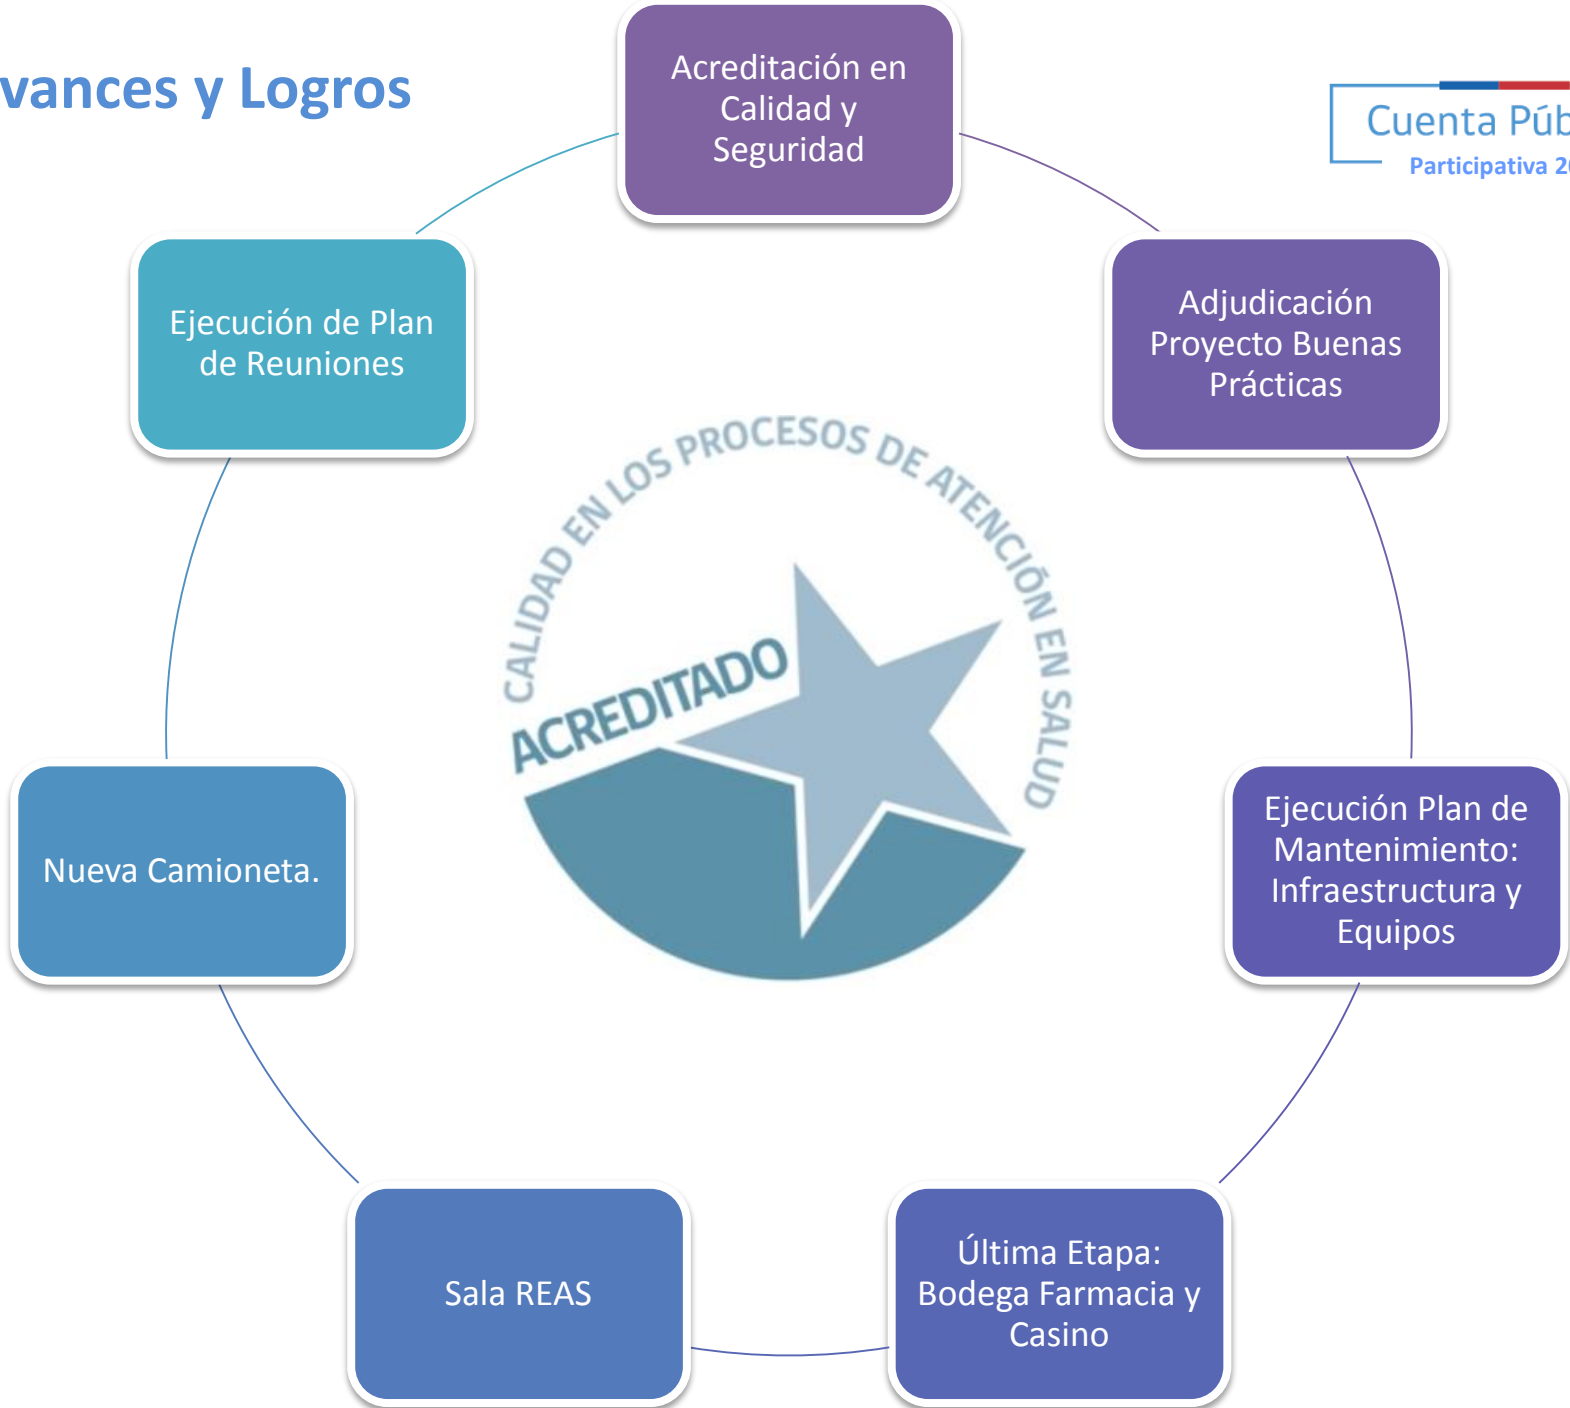 vances y Logros
Cuenta Púb
Participativa 20
Acreditación en
Calidad y
Seguridad
Adjudicación
Proyecto Buenas
Prácticas
Ejecución Plan de
Mantenimiento:
Infraestructura y
Equipos
Última Etapa:
Bodega Farmacia y
Casino
Sala REAS
Nueva Camioneta.
Ejecución de Plan
de Reuniones
CALIDAD EN LOS PROCESOS DE ATENCIÓN EN SALUD
ACREDITADO